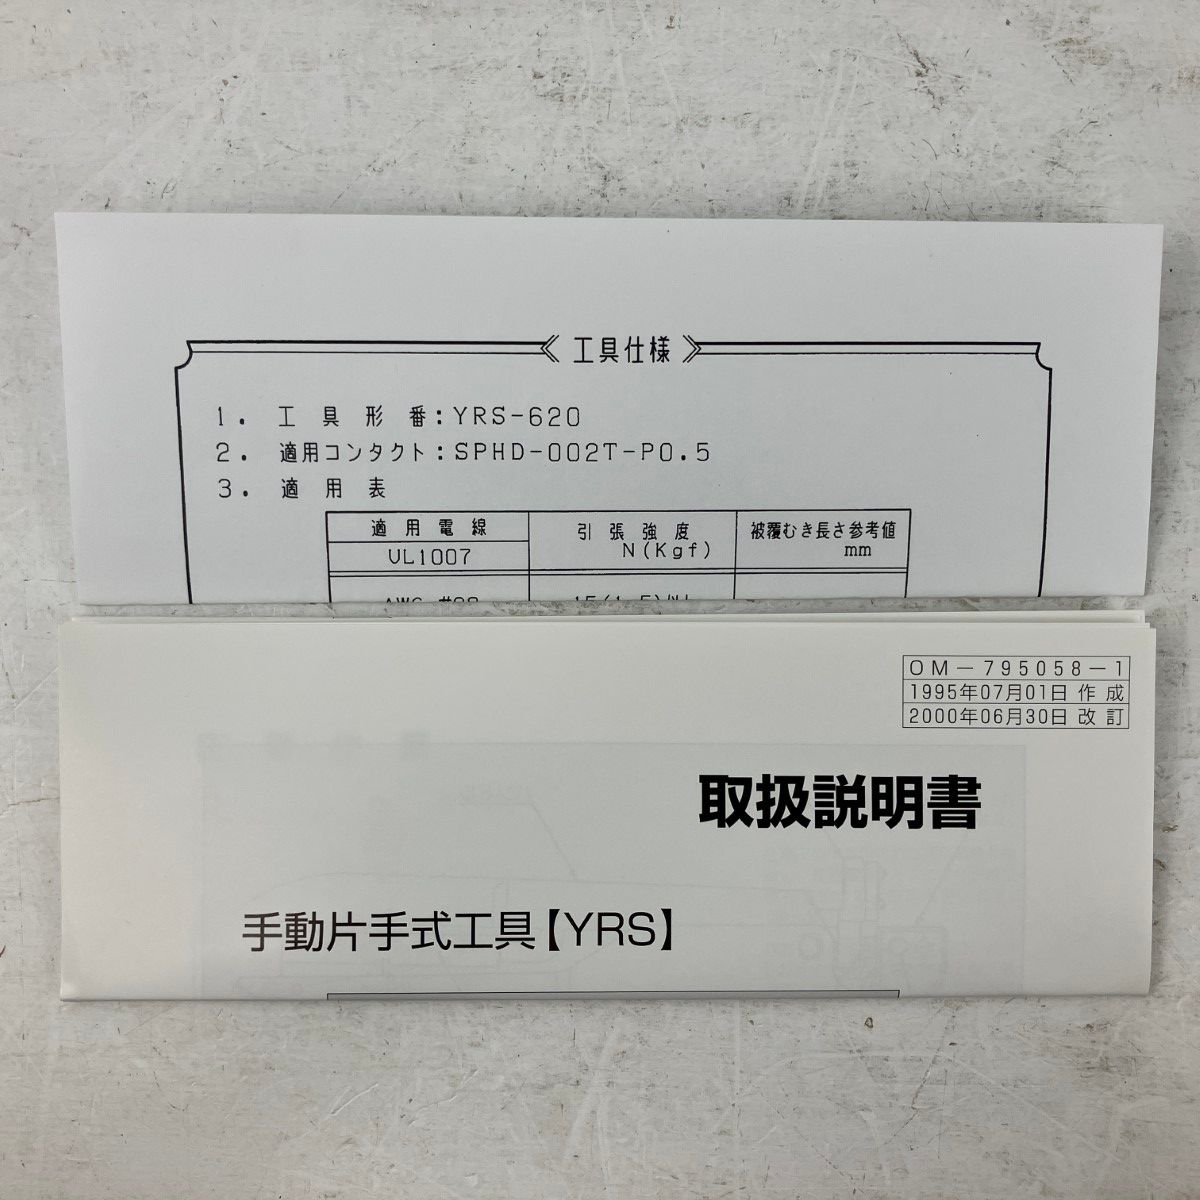 ≪ 工具仕様 ≫
1. 工具形番:YRS-620
2. 適用コンタクト:SPHD-002T-P0.5
3. 適用表
適用電線 引張強度 被覆むき長さ参考値
UL1007 N(Kgf) mm
OM-795058-1
1995年07月01日 作成
2000年06月30日 改訂
取扱説明書
手動片手式工具【YRS】